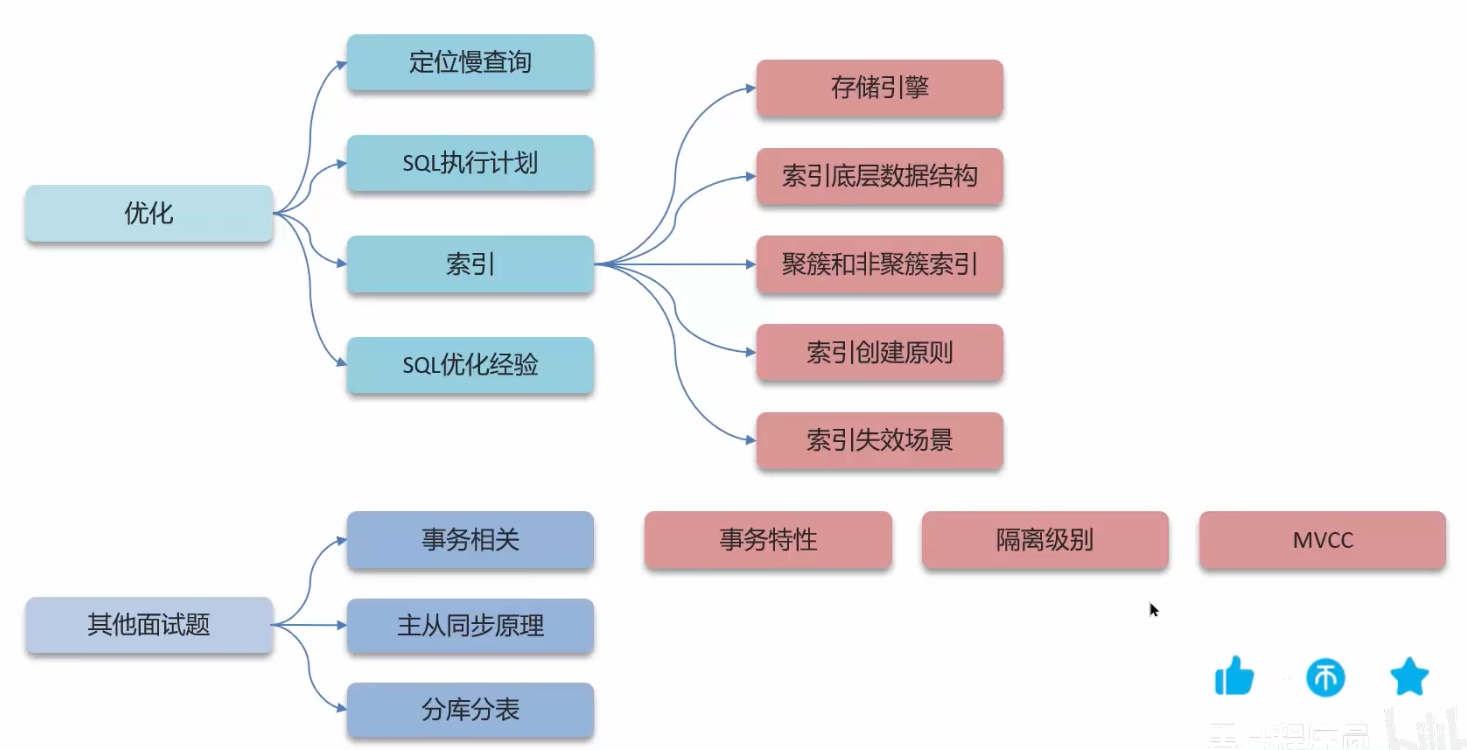 优化
定位慢查询
SQL执行计划
索引
SQL优化经验
存储引擎
索引底层数据结构
聚簇和非聚簇索引
索引创建原则
索引失效场景
其他面试题
事务相关
主从同步原理
分库分表
事务特性
隔离级别
MVCC